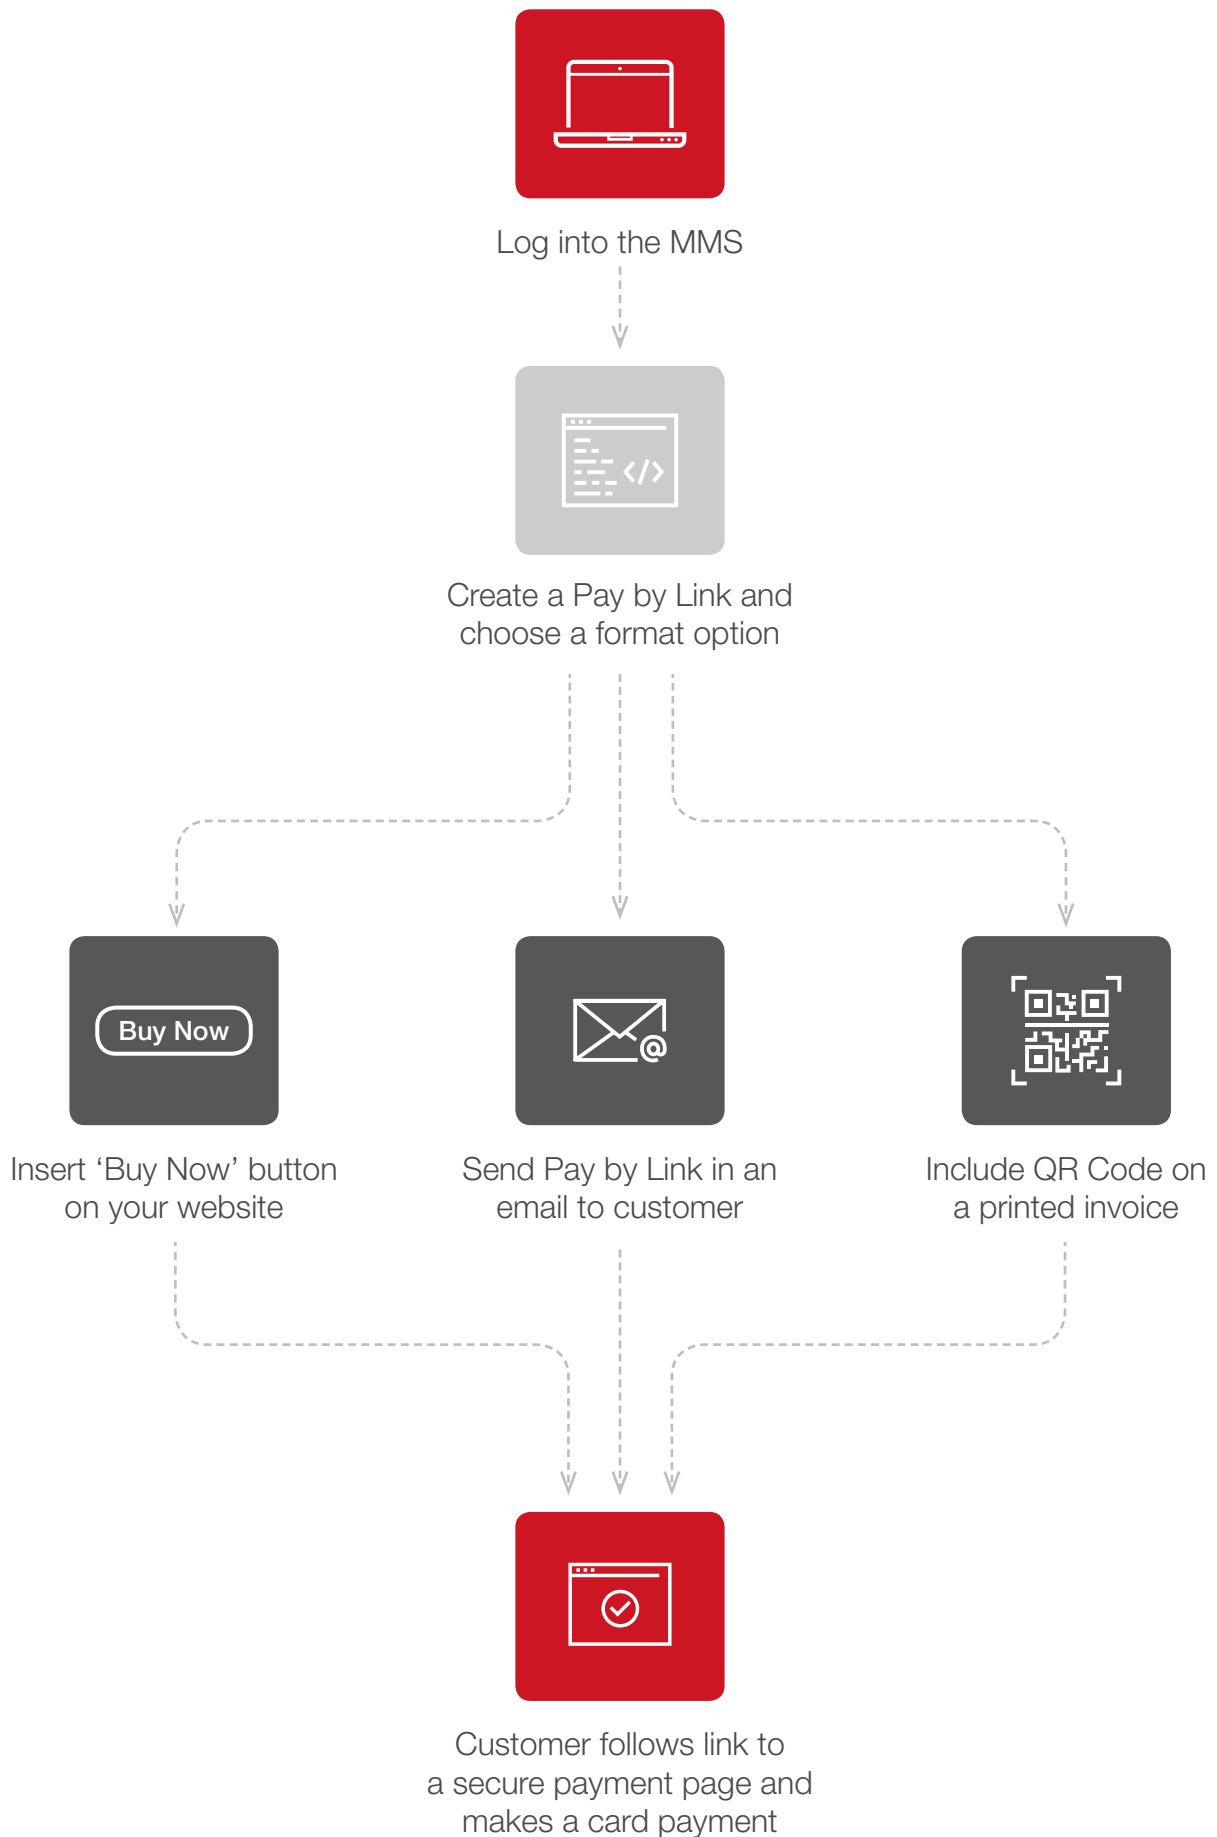 Log into the MMS
Create a Pay by Link and
choose a format option
Buy Now
Insert ‘Buy Now’ button
on your website
@
Send Pay by Link in an
email to customer
Include QR Code on
a printed invoice
Customer follows link to
a secure payment page and
makes a card payment